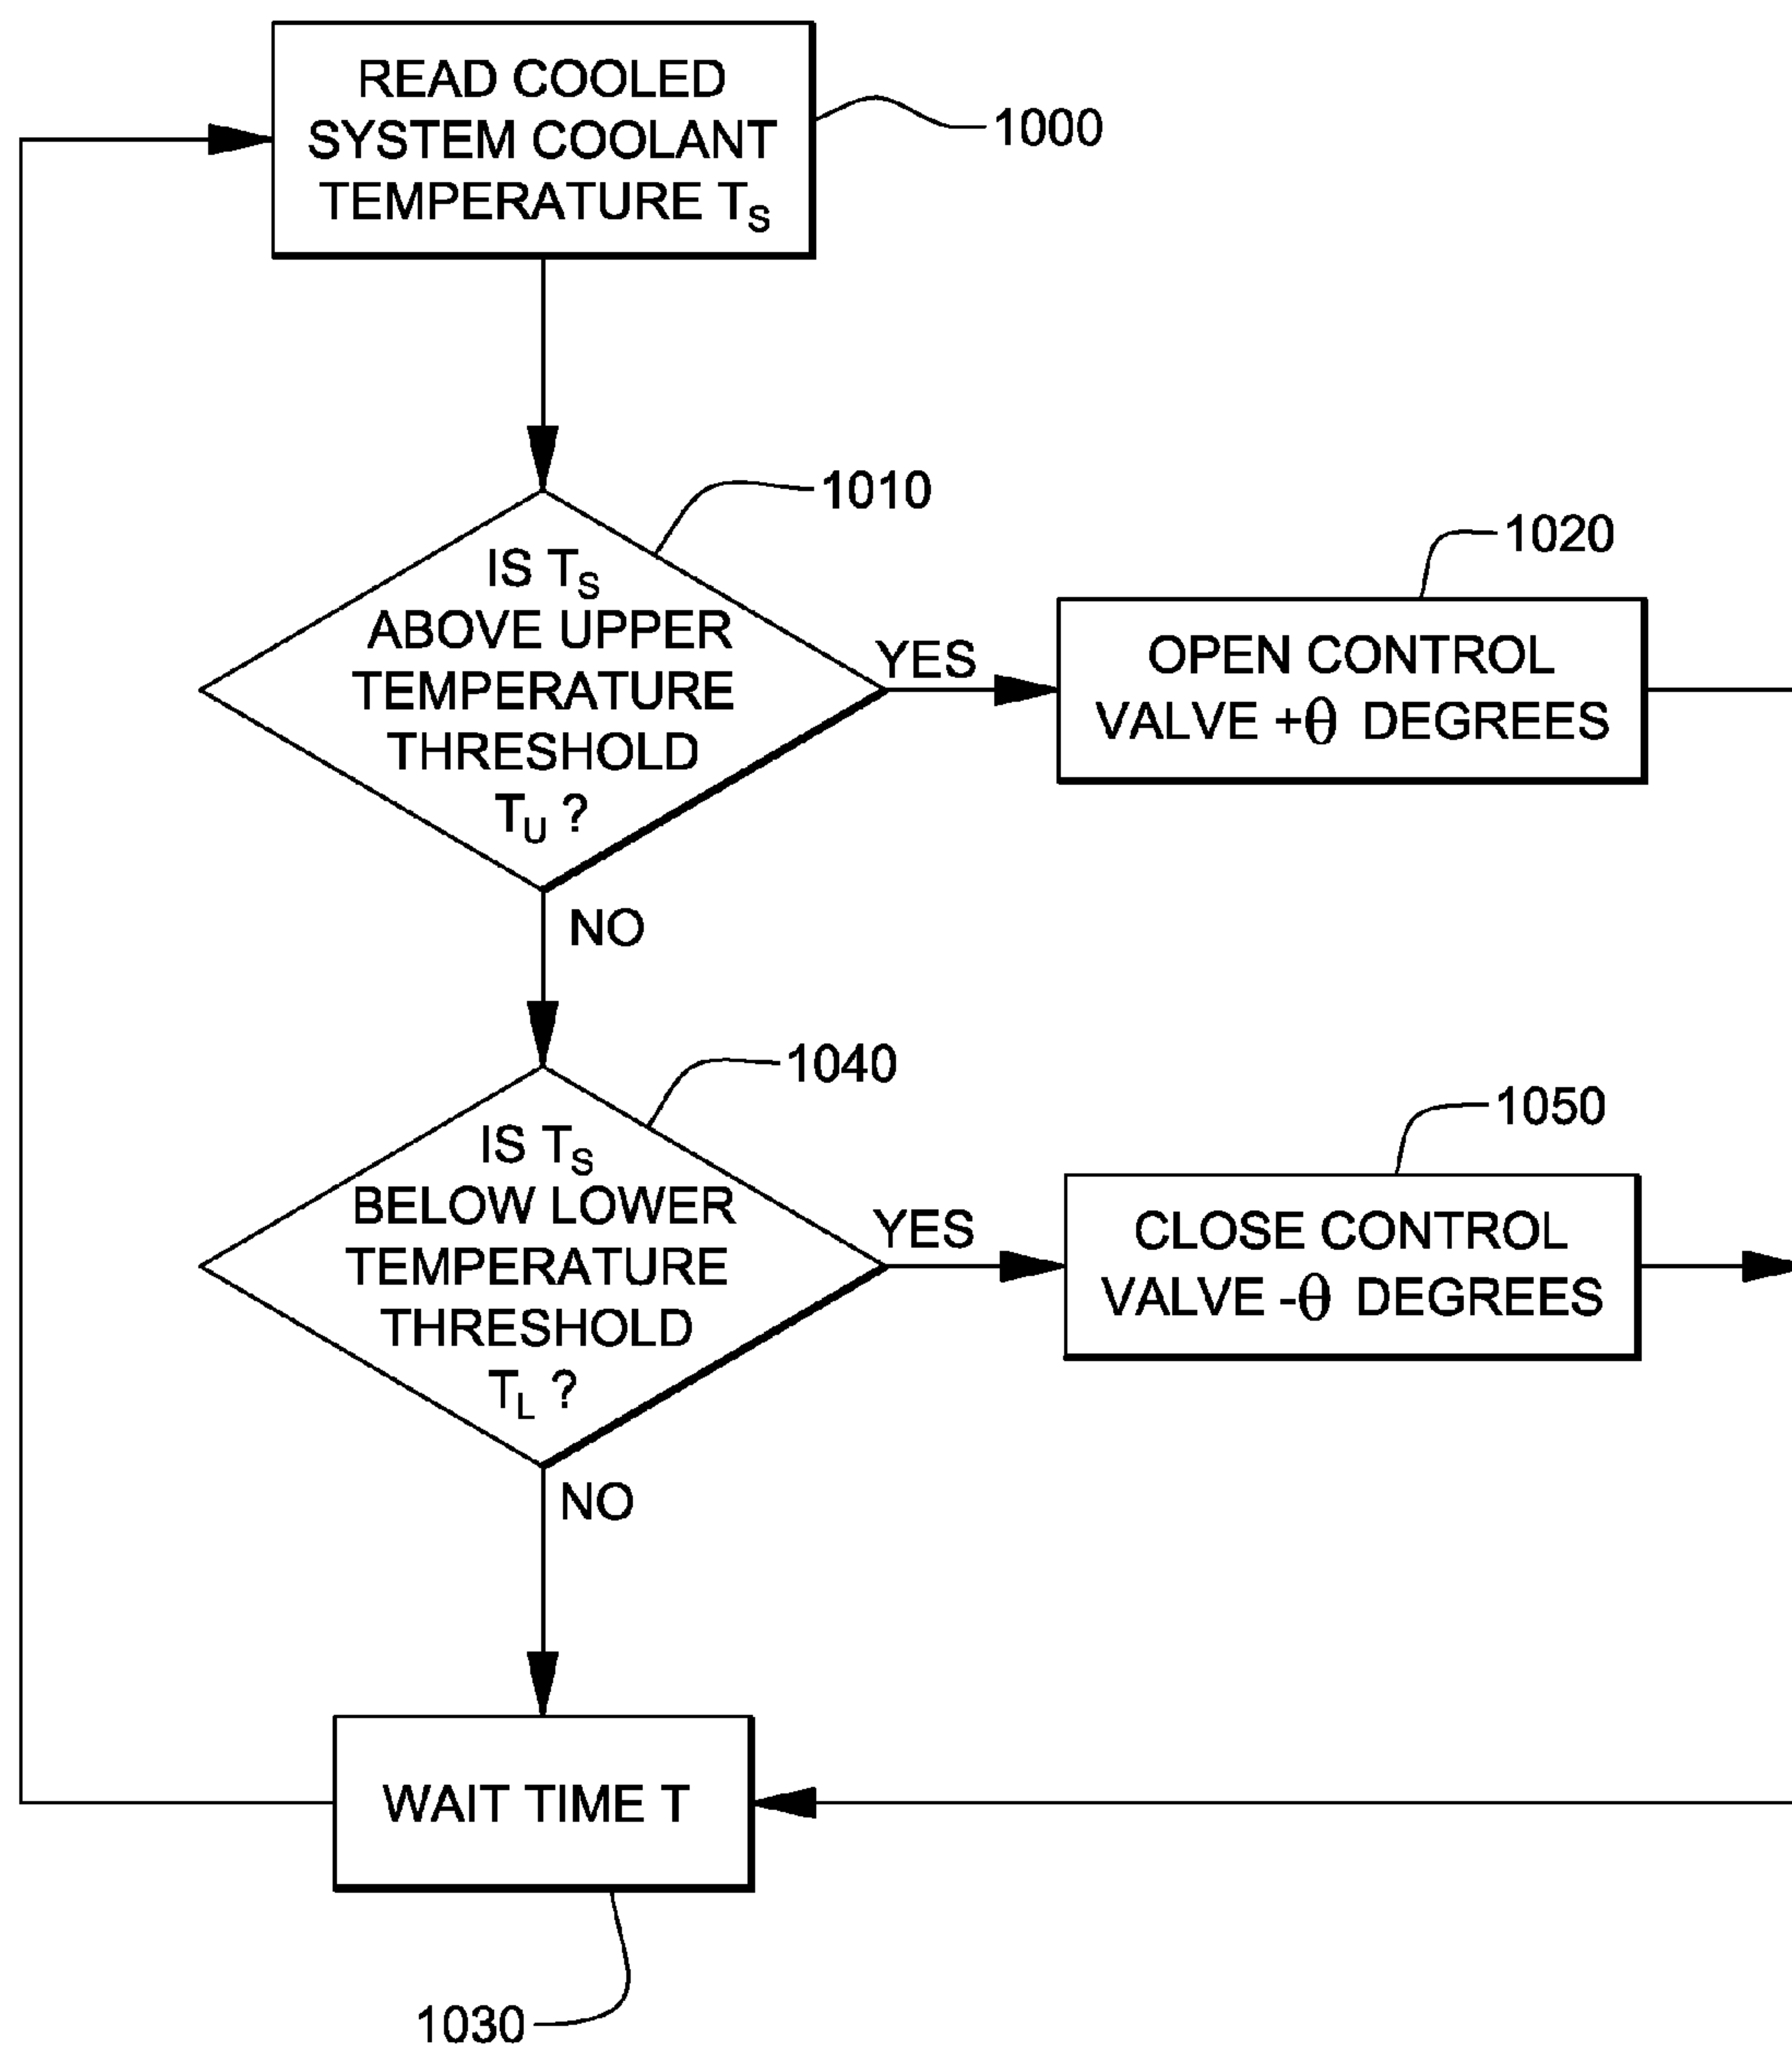 READ COOLED
SYSTEM COOLANT
TEMPERATURE TS
1000
1010
IS TS
ABOVE UPPER
TEMPERATURE
THRESHOLD
TU ?
YES
1020
OPEN CONTROL
VALVE +θ DEGREES
NO
1040
IS TS
BELOW LOWER
TEMPERATURE
THRESHOLD
TL ?
YES
1050
CLOSE CONTROL
VALVE -θ DEGREES
NO
WAIT TIME T
1030